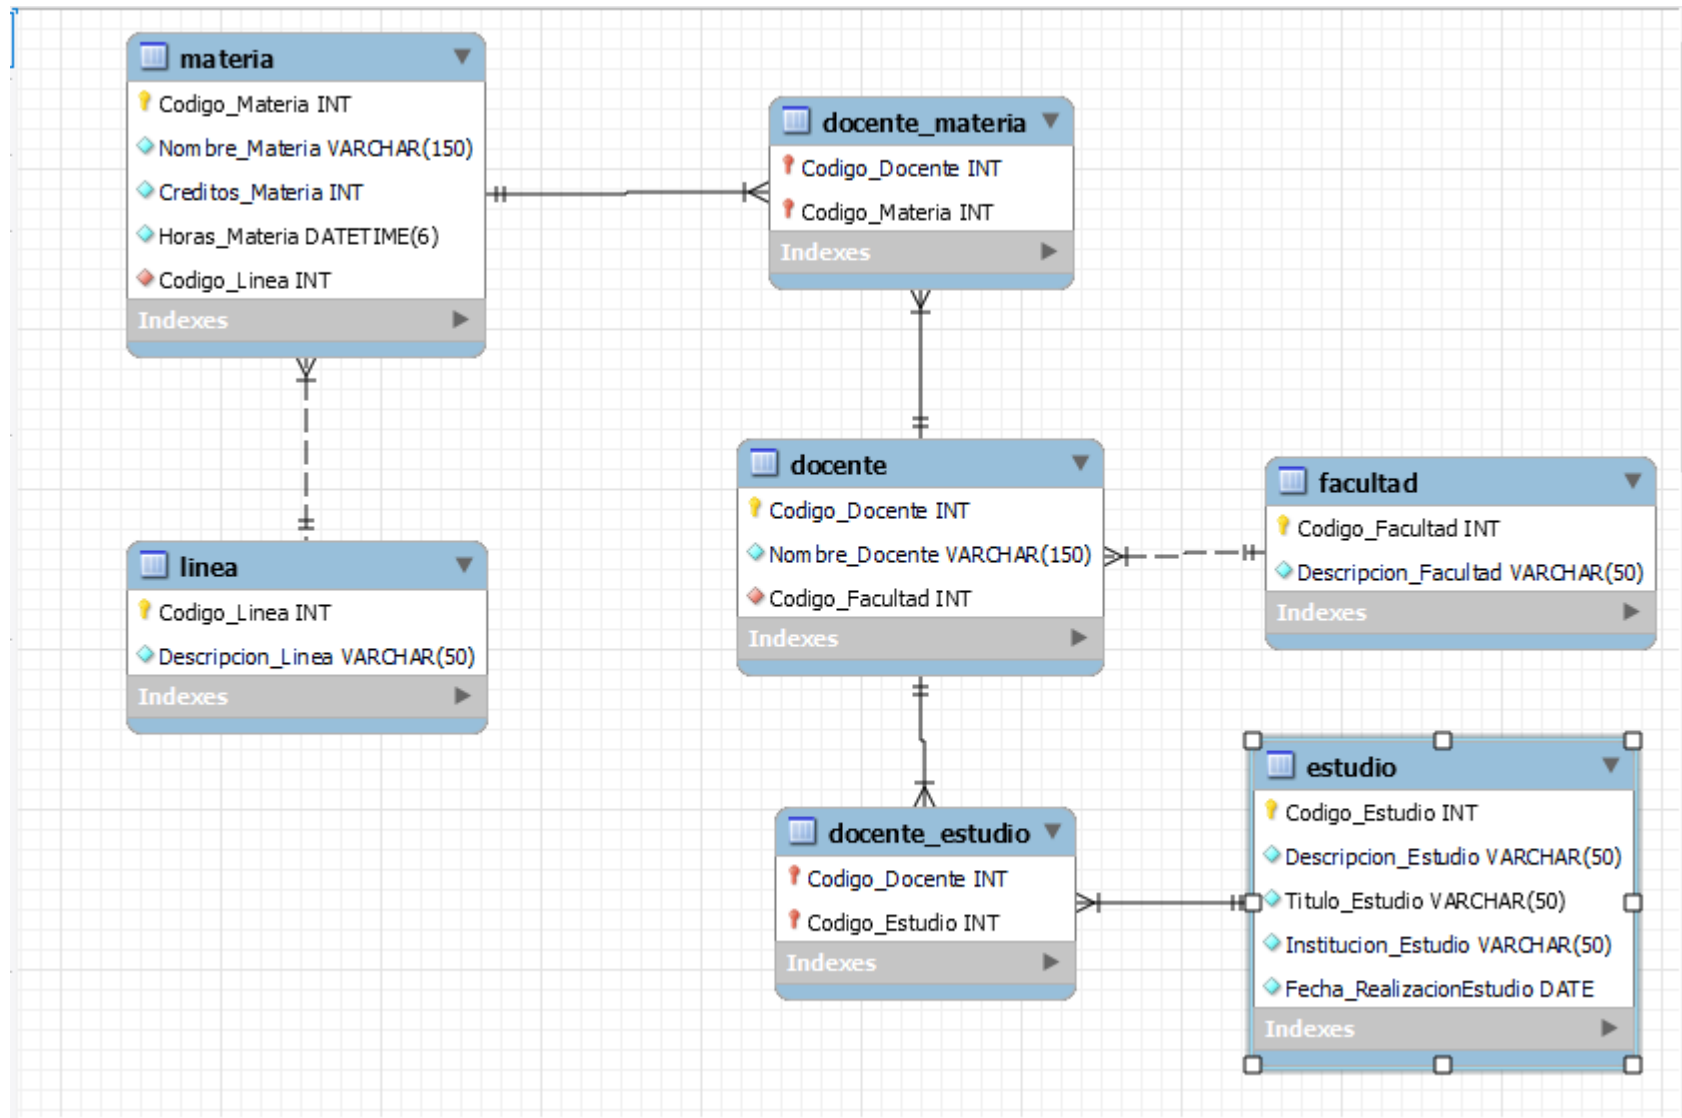 materia
Codigo_Materia INT
Nombre_Materia VARCHAR(150)
Creditos_Materia INT
Horas_Materia DATETIME(6)
Codigo_Linea INT
Indexes
docente_materia
Codigo_Docente INT
Codigo_Materia INT
Indexes
docente
Codigo_Docente INT
Nombre_Docente VARCHAR(150)
Codigo_Facultad INT
Indexes
facultad
Codigo_Facultad INT
Descripcion_Facultad VARCHAR(50)
Indexes
linea
Codigo_Linea INT
Descripcion_Linea VARCHAR(50)
Indexes
docente_estudio
Codigo_Docente INT
Codigo_Estudio INT
Indexes
estudio
Codigo_Estudio INT
Descripcion_Estudio VARCHAR(50)
Titulo_Estudio VARCHAR(50)
Institucion_Estudio VARCHAR(50)
Fecha_RealizacionEstudio DATE
Indexes